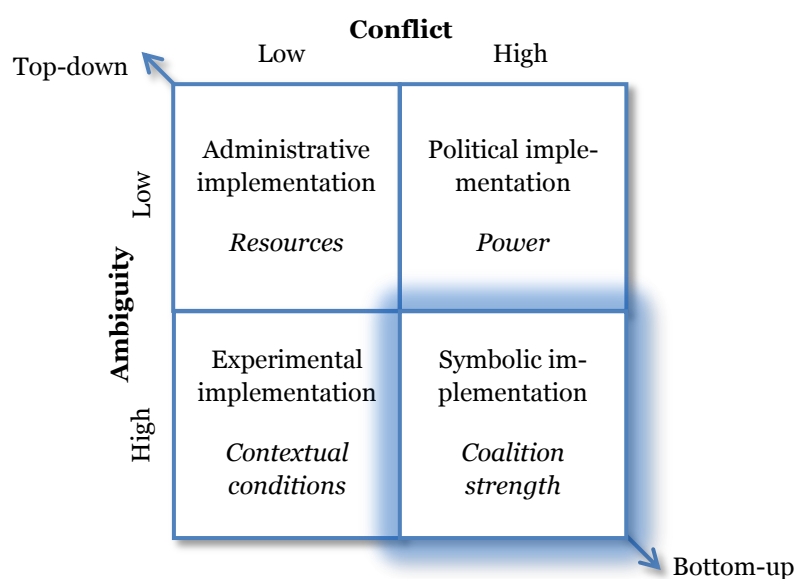 Conflict
Low High
Top-down
Administrative
implementation
Resources
Political imple-
mentation
Power
Low
Ambiguity
High
Experimental
implementation
Contextual
conditions
Symbolic im-
plementation
Coalition
strength
Bottom-up